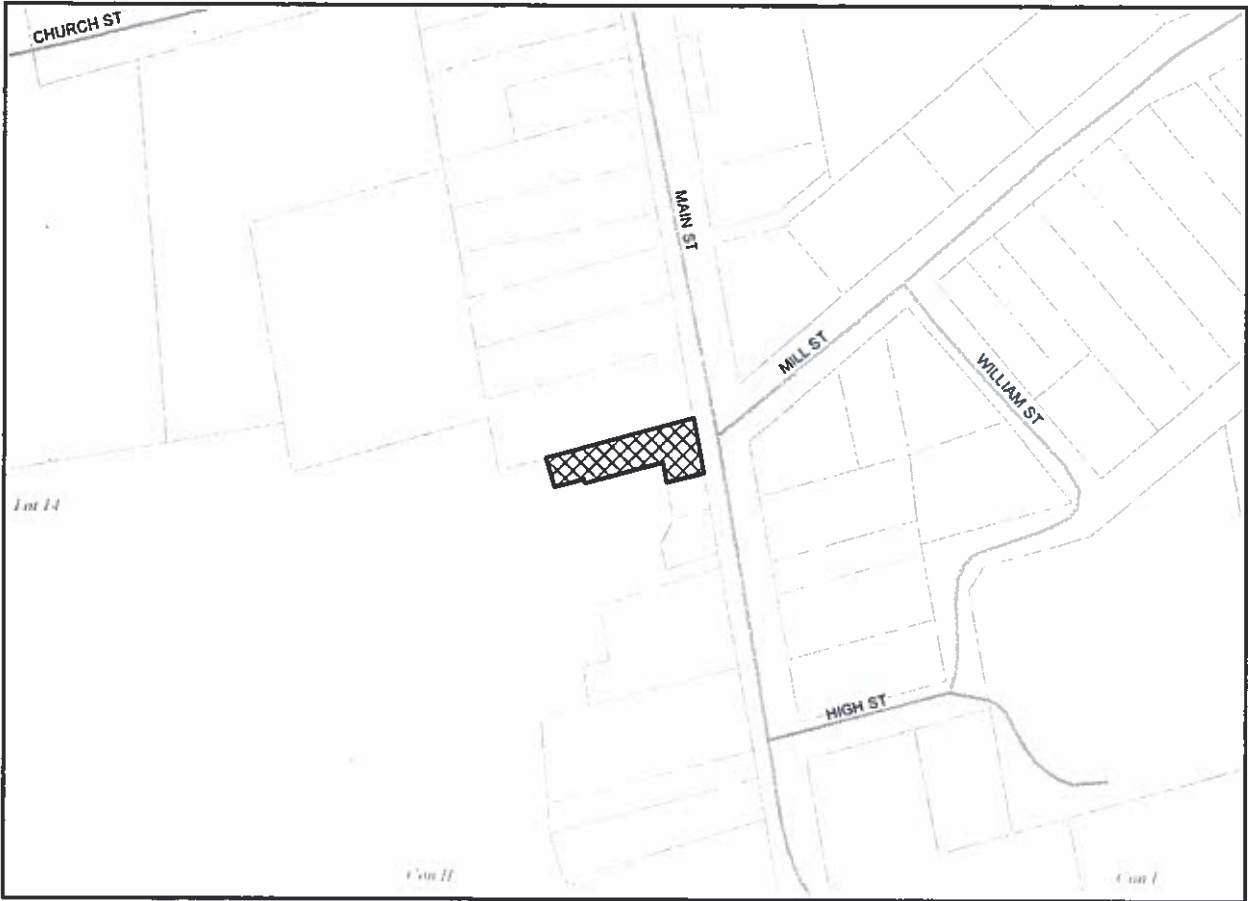 CHURCH ST
MAIN ST
MILL ST
WILLIAM ST
Lot 14
HIGH ST
Con II
Con I